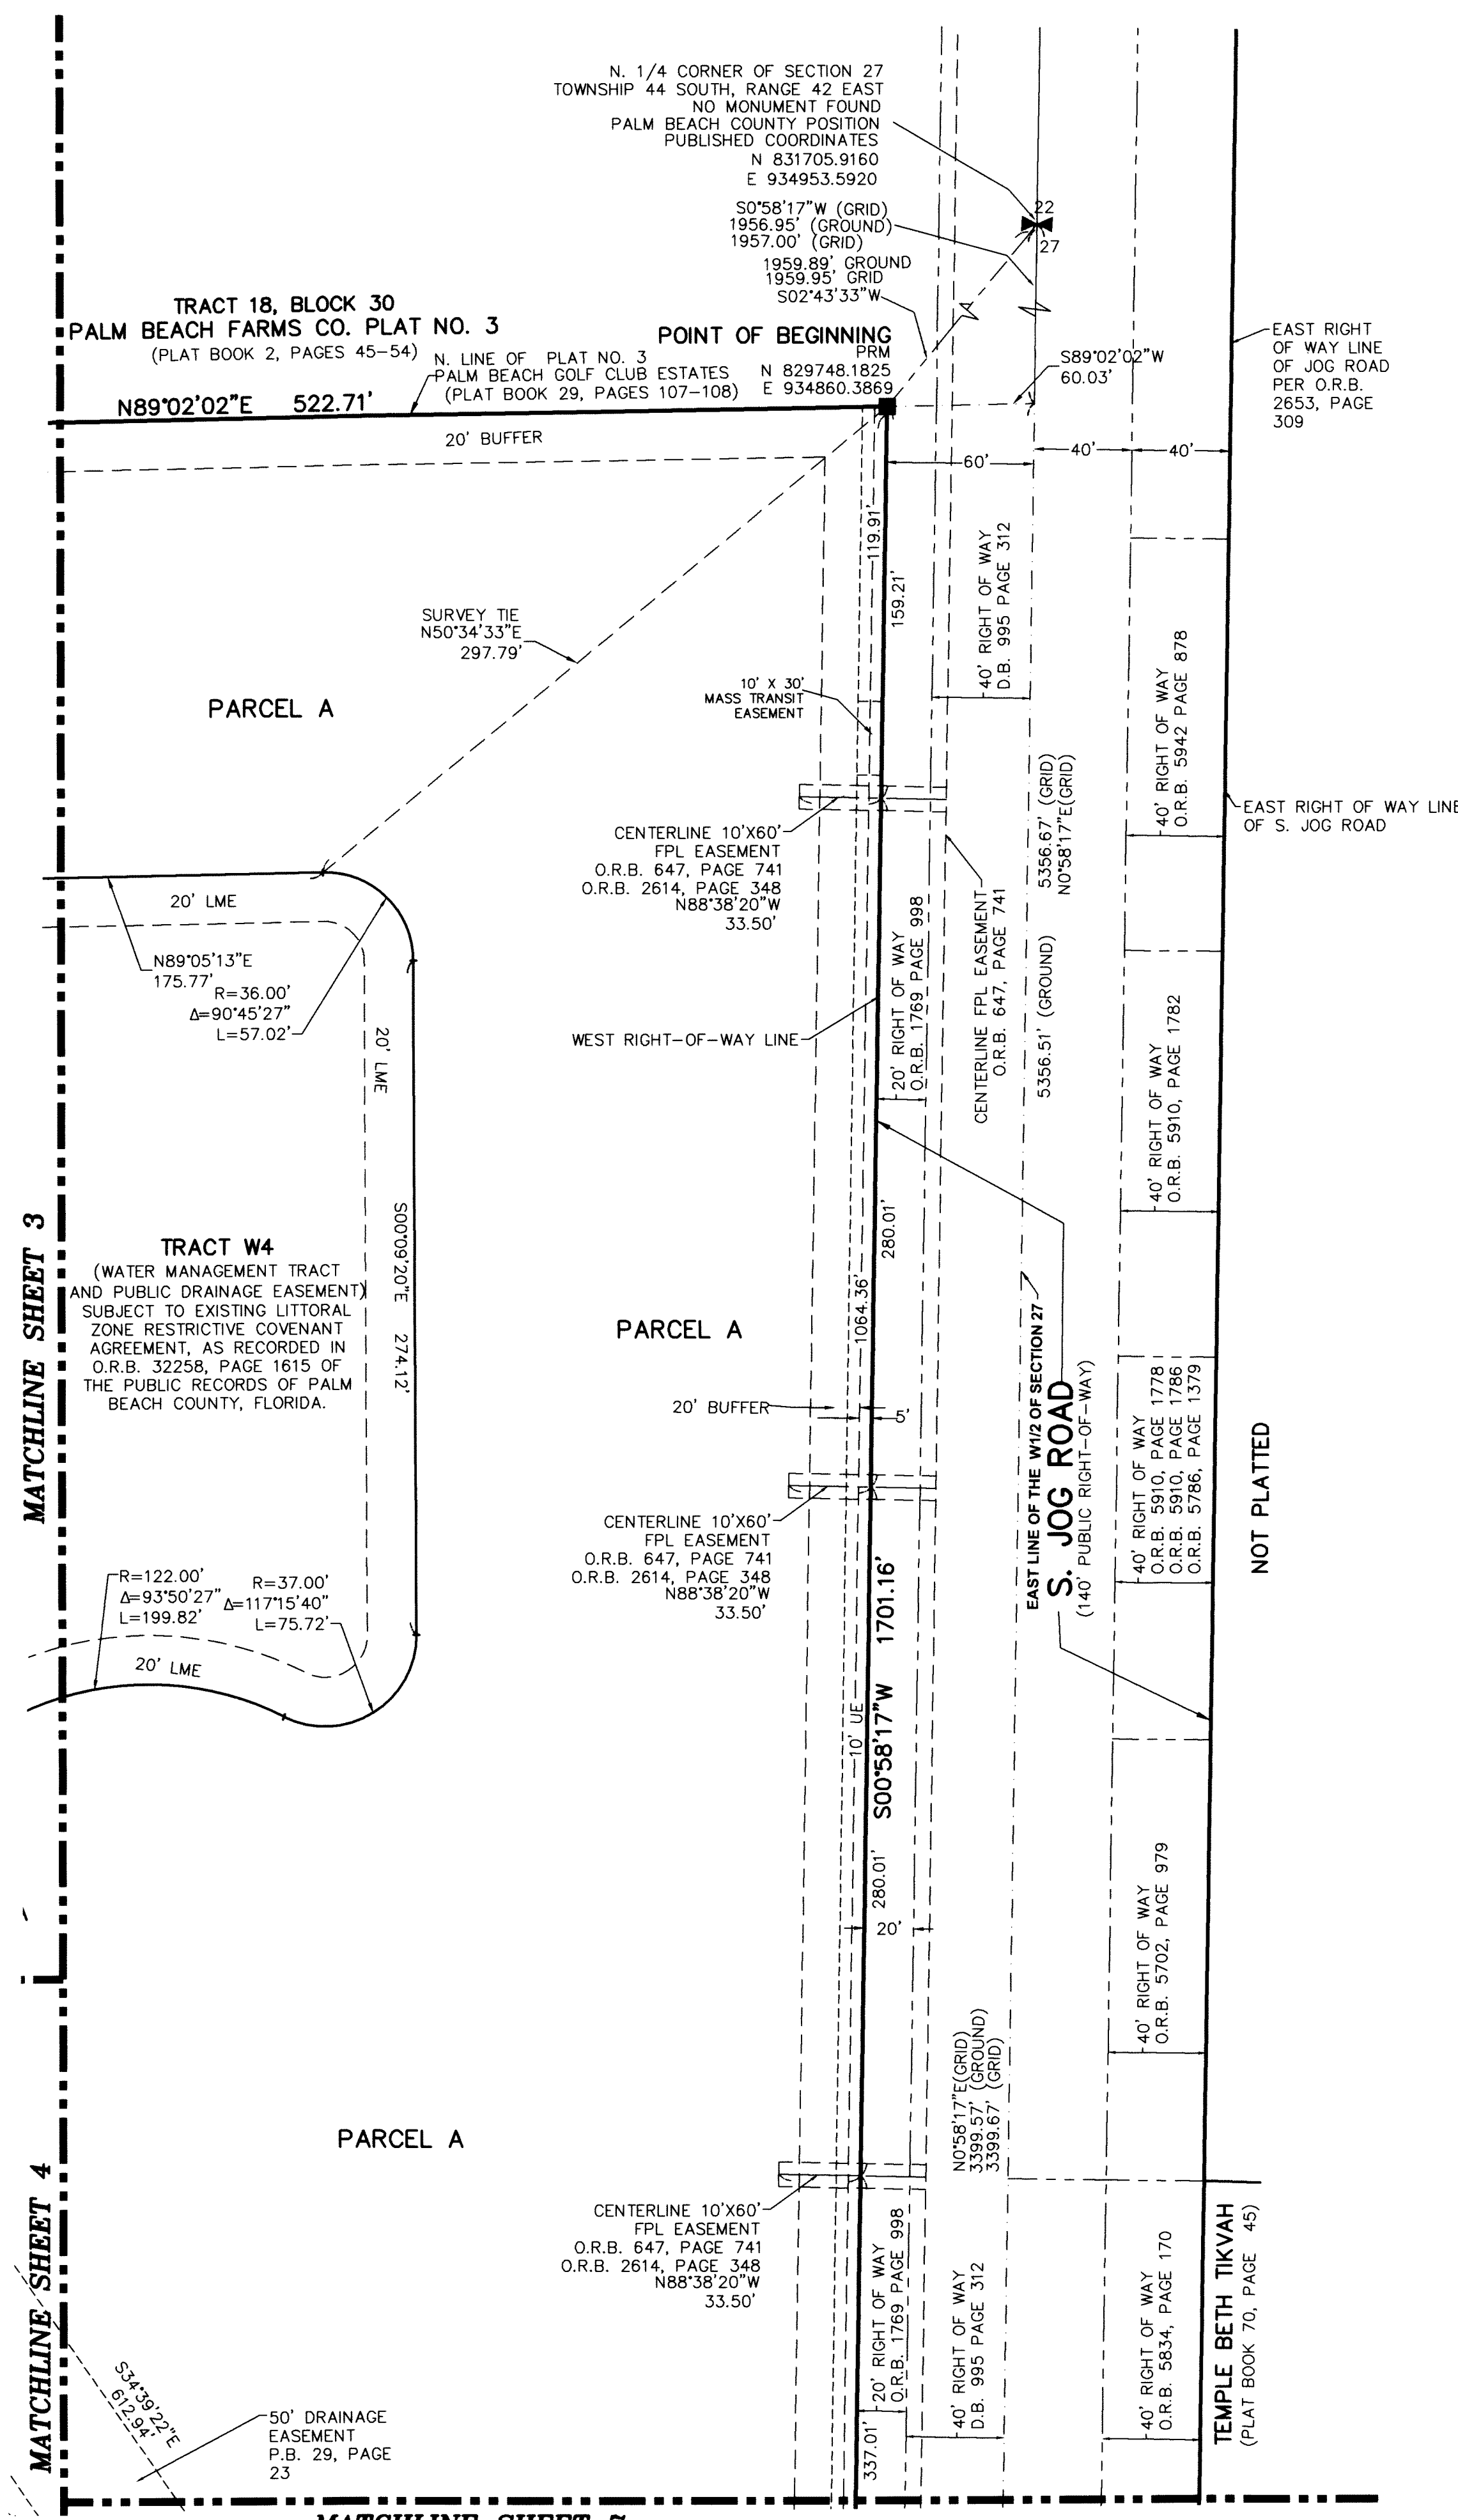 N. 1/4 CORNER OF SECTION 27
TOWNSHIP 44 SOUTH, RANGE 42 EAST
NO MONUMENT FOUND
PALM BEACH COUNTY POSITION
PUBLISHED COORDINATES
N 831705.9160
E 934953.5920
S0°58'17"W (GRID)
1956.95' (GROUND)
1957.00' (GRID)
1959.89' GROUND
1959.95' GRID
S02°43'33"W
22
27
TRACT 18, BLOCK 30
PALM BEACH FARMS CO. PLAT NO. 3
(PLAT BOOK 2, PAGES 45-54)
N. LINE OF PLAT NO. 3
PALM BEACH GOLF CLUB ESTATES
(PLAT BOOK 29, PAGES 107-108)
POINT OF BEGINNING
PRM
N 829748.1825
E 934860.3869
N89°02'02"E 522.71'
20' BUFFER
S89°02'02"W
60.03'
EAST RIGHT
OF WAY LINE
OF JOG ROAD
PER O.R.B.
2653, PAGE
309
60'
40'
40'
119.91'
159.21'
40' RIGHT OF WAY
D.B. 995 PAGE 312
SURVEY TIE
N50°34'33"E
297.79'
10' X 30'
MASS TRANSIT
EASEMENT
PARCEL A
40' RIGHT OF WAY
O.R.B. 5942 PAGE 878
5356.67' (GRID)
N0°58'17"E(GRID)
5356.51' (GROUND)
EAST RIGHT OF WAY LINE
OF S. JOG ROAD
CENTERLINE 10'X60'
FPL EASEMENT
O.R.B. 647, PAGE 741
O.R.B. 2614, PAGE 348
N88°38'20"W
33.50'
20' LME
N89°05'13"E
175.77'
R=36.00'
Δ=90°45'27"
L=57.02'
20' LME
20' RIGHT OF WAY
O.R.B. 1769 PAGE 998
CENTERLINE FPL EASEMENT
O.R.B. 647, PAGE 741
WEST RIGHT-OF-WAY LINE
40' RIGHT OF WAY
O.R.B. 5910, PAGE 1782
MATCHLINE SHEET 3
TRACT W4
(WATER MANAGEMENT TRACT
AND PUBLIC DRAINAGE EASEMENT)
SUBJECT TO EXISTING LITTORAL
ZONE RESTRICTIVE COVENANT
AGREEMENT, AS RECORDED IN
O.R.B. 32258, PAGE 1615 OF
THE PUBLIC RECORDS OF PALM
BEACH COUNTY, FLORIDA.
S00°09'20"E 274.12'
280.01'
1064.36'
PARCEL A
20' BUFFER
5'
EAST LINE OF THE W1/2 OF SECTION 27
S. JOG ROAD
(140' PUBLIC RIGHT-OF-WAY)
40' RIGHT OF WAY
O.R.B. 5910, PAGE 1778
O.R.B. 5910, PAGE 1786
O.R.B. 5786, PAGE 1379
NOT PLATTED
CENTERLINE 10'X60'
FPL EASEMENT
O.R.B. 647, PAGE 741
O.R.B. 2614, PAGE 348
N88°38'20"W
33.50'
R=122.00'
Δ=93°50'27"
L=199.82'
R=37.00'
Δ=117°15'40"
L=75.72'
20' LME
10' UE
S00°58'17"W 1701.16'
280.01'
20'
40' RIGHT OF WAY
O.R.B. 5702, PAGE 979
N0°58'17"E(GRID)
3399.57' (GROUND)
3399.67' (GRID)
PARCEL A
CENTERLINE 10'X60'
FPL EASEMENT
O.R.B. 647, PAGE 741
O.R.B. 2614, PAGE 348
N88°38'20"W
33.50'
MATCHLINE SHEET 4
S34°39'22"E
612.94'
50' DRAINAGE
EASEMENT
P.B. 29, PAGE
23
337.01'
20' RIGHT OF WAY
O.R.B. 1769 PAGE 998
40' RIGHT OF WAY
D.B. 995 PAGE 312
40' RIGHT OF WAY
O.R.B. 5834, PAGE 170
TEMPLE BETH TIKVAH
(PLAT BOOK 70, PAGE 45)
MATCHLINE SHEET